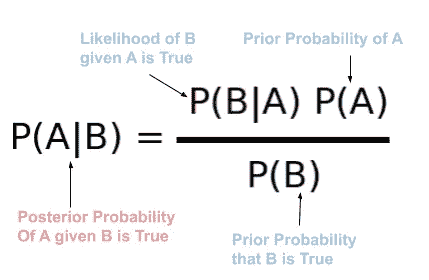 Likelihood of B
given A is True
Prior Probability of A
P(B|A) P(A)
P(A|B) =
P(B)
Posterior Probability
Of A given B is True
Prior Probability
that B is True